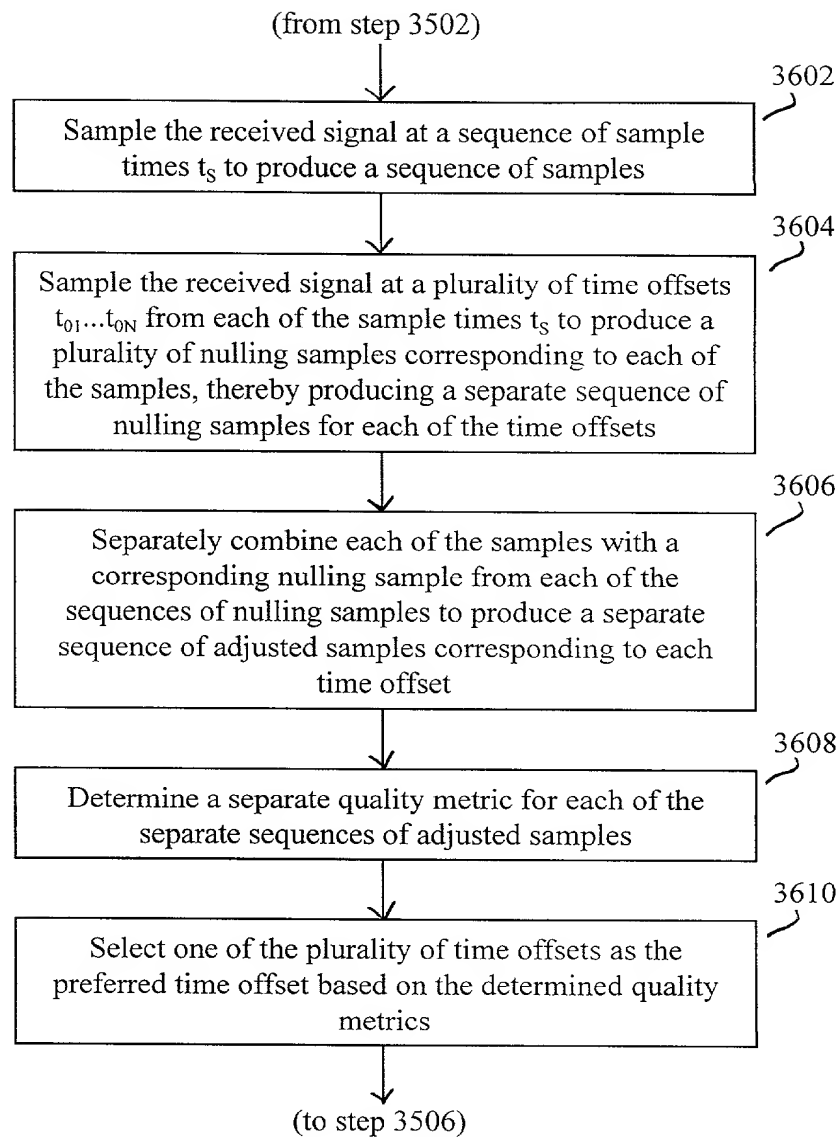 (from step 3502)
3602
Sample the received signal at a sequence of sample
times tS to produce a sequence of samples
3604
Sample the received signal at a plurality of time offsets
t01...t0N from each of the sample times tS to produce a
plurality of nulling samples corresponding to each of
the samples, thereby producing a separate sequence of
nulling samples for each of the time offsets
3606
Separately combine each of the samples with a
corresponding nulling sample from each of the
sequences of nulling samples to produce a separate
sequence of adjusted samples corresponding to each
time offset
3608
Determine a separate quality metric for each of the
separate sequences of adjusted samples
3610
Select one of the plurality of time offsets as the
preferred time offset based on the determined quality
metrics
(to step 3506)